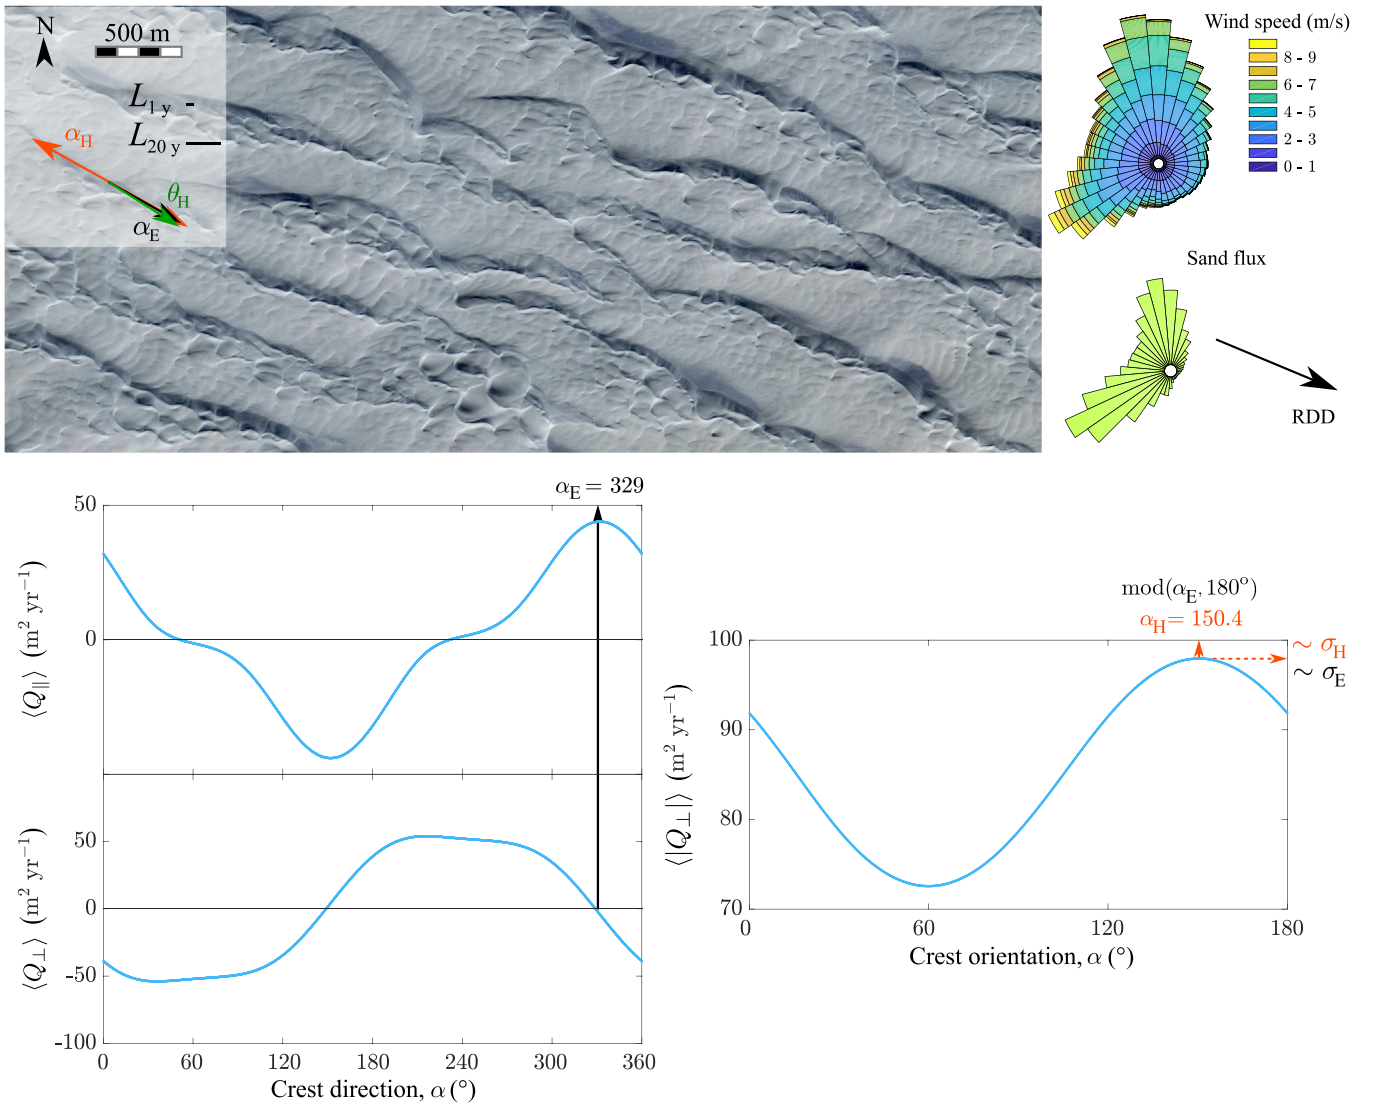 N
500 m
L1 y
L20 y
αH
θH
αE
Wind speed (m/s)
8 - 9
6 - 7
4 - 5
2 - 3
0 - 1
Sand flux
RDD
αE = 329
50
0
⟨Q∥⟩ (m² yr⁻¹)
50
0
-50
-100
⟨Q⊥⟩ (m² yr⁻¹)
0 60 120 180 240 300 360
Crest direction, α (°)
mod(αE, 180°)
αH = 150.4
∼ σH
∼ σE
100
90
80
70
⟨|Q⊥|⟩ (m² yr⁻¹)
0 60 120 180
Crest orientation, α (°)